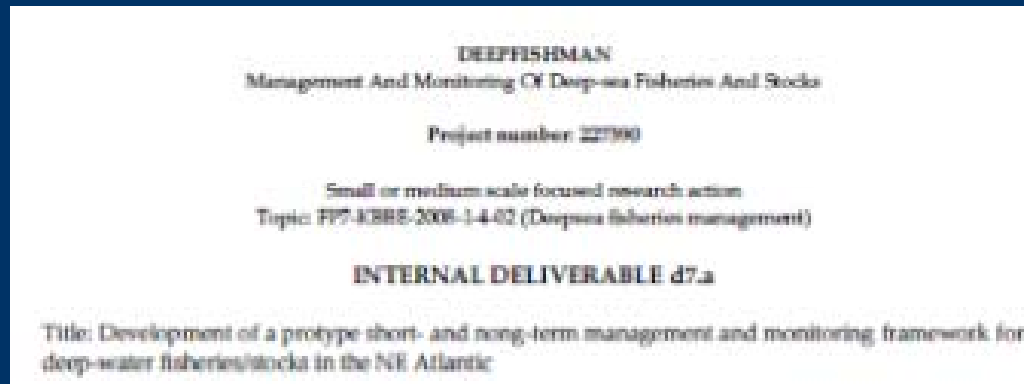 DEEPFISHMAN
Management And Monitoring Of Deep-sea Fisheries And Stocks
Project number: 227390
Small or medium scale focused research action
Topic: FP7-KBBE-2008-1-4-02 (Deepsea fisheries management)
INTERNAL DELIVERABLE d7.a
Title: Development of a protype short- and nong-term management and monitoring framework for
deep-water fisheries/stocks in the NE Atlantic